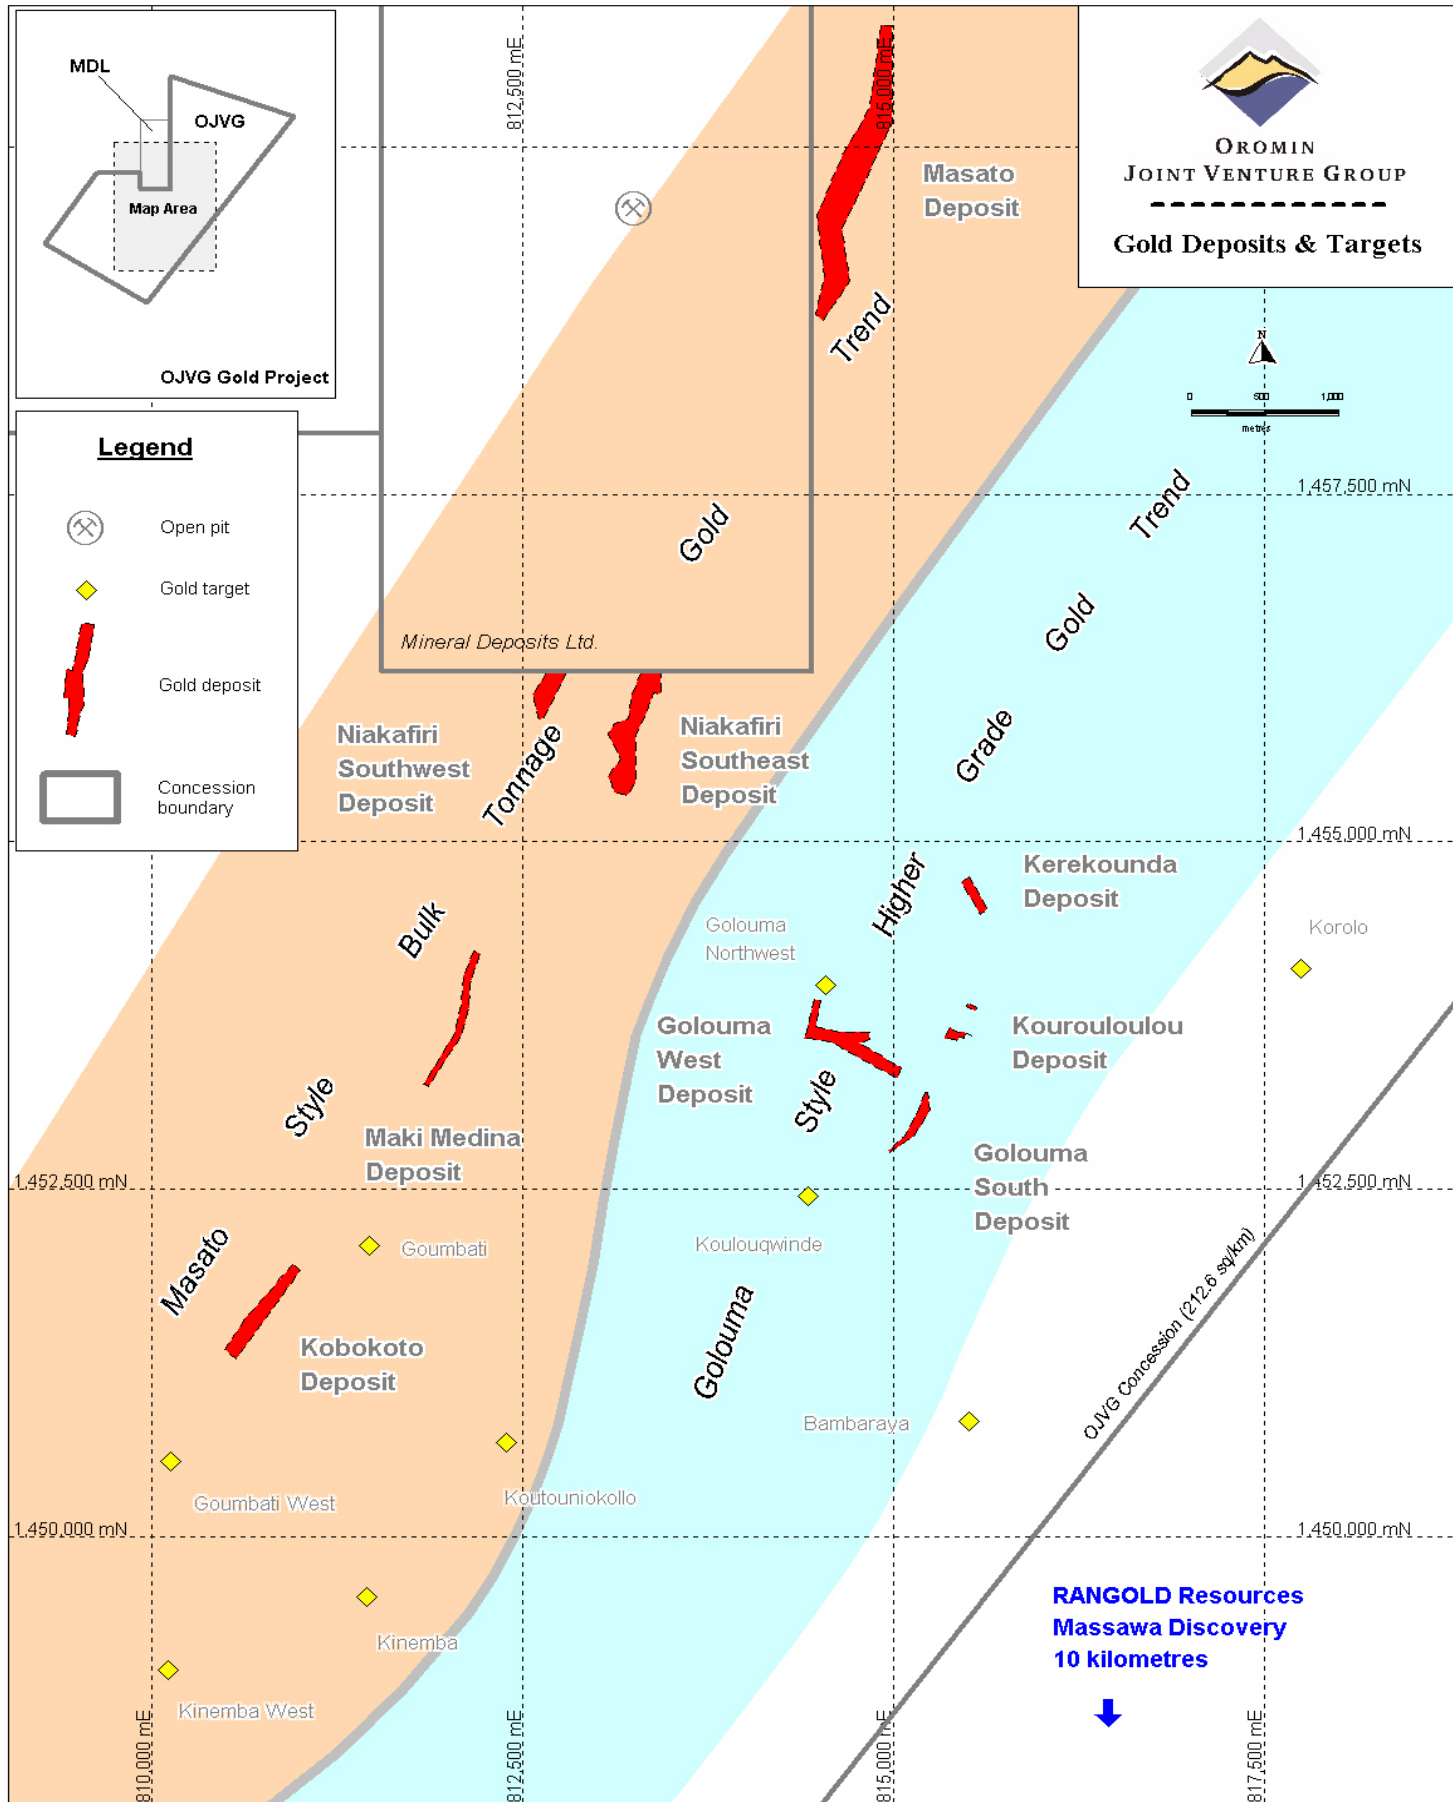 MDL
OJVG
Map Area
OJVG Gold Project
Legend
Open pit
Gold target
Gold deposit
Concession
boundary
OROMIN
JOINT VENTURE GROUP
Gold Deposits & Targets
N
0 500 1,000
metres
812,500 mE
815,000 mE
Masato
Deposit
Masato Style Bulk Tonnage Gold Trend
Golouma Style Higher Grade Gold Trend
1,457,500 mN
Mineral Deposits Ltd.
Niakafiri
Southwest
Deposit
Niakafiri
Southeast
Deposit
1,455,000 mN
Kerekounda
Deposit
Golouma
Northwest
Korolo
Golouma
West
Deposit
Kourouloulou
Deposit
Maki Medina
Deposit
Golouma
South
Deposit
1,452,500 mN
1,452,500 mN
Goumbati
Koulouqwinde
OJVG Concession (212.6 sq/km)
Kobokoto
Deposit
Bambaraya
Goumbati West
Koutouniokollo
1,450,000 mN
1,450,000 mN
RANGOLD Resources
Massawa Discovery
10 kilometres
Kinemba
Kinemba West
810,000 mE
812,500 mE
815,000 mE
817,500 mE